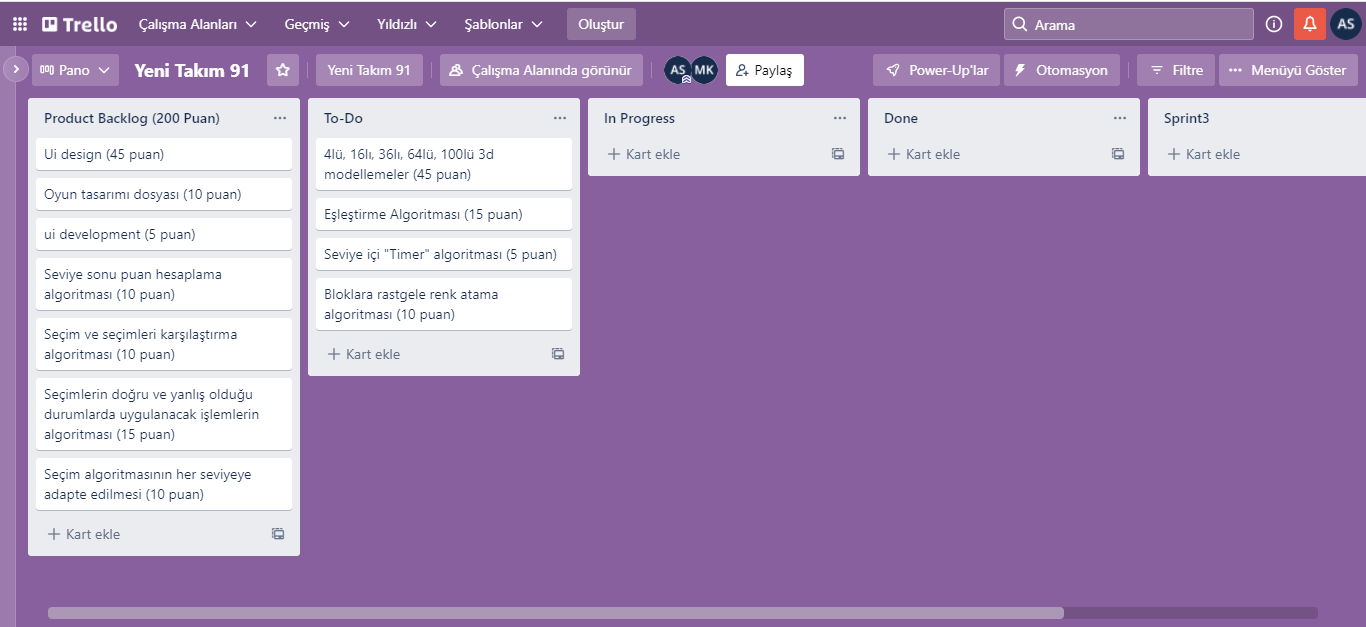 Trello Çalışma Alanları Geçmiş Yıldızlı Şablonlar Oluştur Arama AS
Pano Yeni Takım 91 Yeni Takım 91 Çalışma Alanında görünür AS MK Paylaş Power-Up'lar Otomasyon Filtre Menüyü Göster
Product Backlog (200 Puan)
Ui design (45 puan)
Oyun tasarımı dosyası (10 puan)
ui development (5 puan)
Seviye sonu puan hesaplama
algoritması (10 puan)
Seçim ve seçimleri karşılaştırma
algoritması (10 puan)
Seçimlerin doğru ve yanlış olduğu
durumlarda uygulanacak işlemlerin
algoritması (15 puan)
Seçim algoritmasının her seviyeye
adapte edilmesi (10 puan)
Kart ekle
To-Do
4lü, 16lı, 36lı, 64lü, 100lü 3d
modellemeler (45 puan)
Eşleştirme Algoritması (15 puan)
Seviye içi "Timer" algoritması (5 puan)
Bloklara rastgele renk atama
algoritması (10 puan)
Kart ekle
In Progress
Kart ekle
Done
Kart ekle
Sprint3
Kart ekle